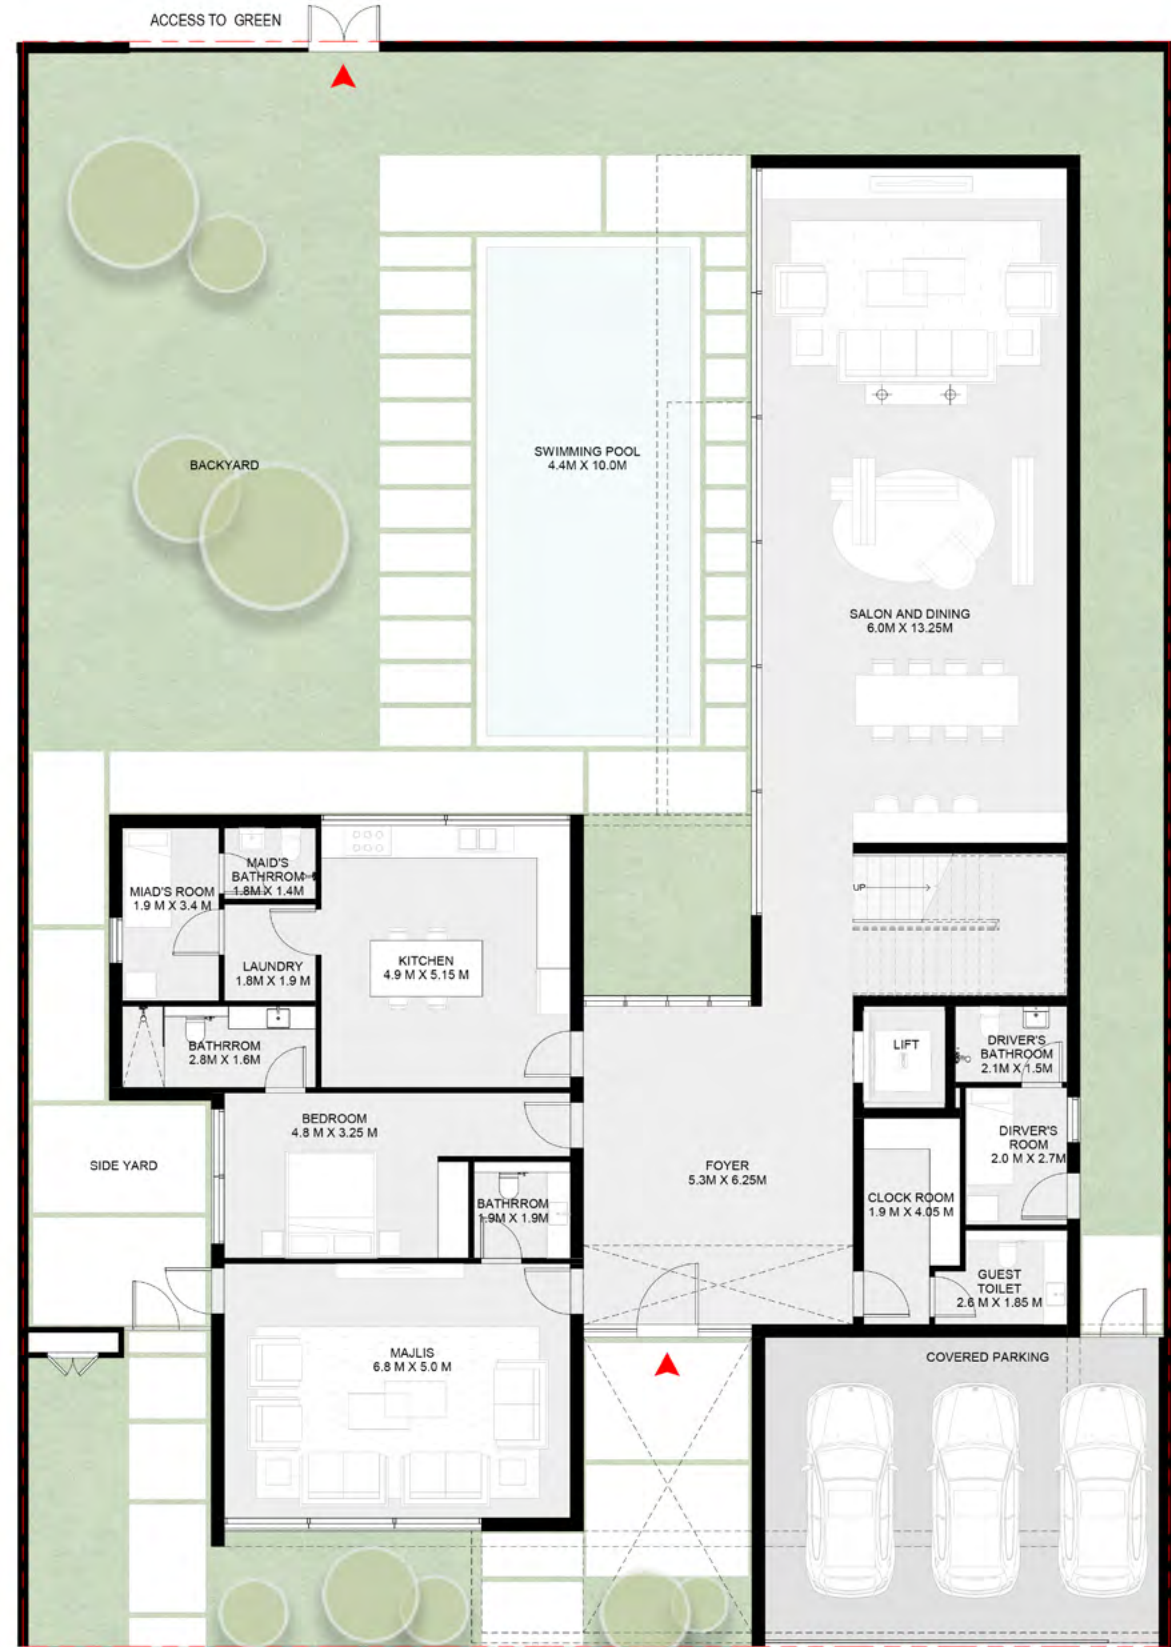 ACCESS TO GREEN
SWIMMING POOL
4.4M X 10.0M
BACKYARD
SALON AND DINING
6.0M X 13.25M
MAID'S
BATHRROM
1.8M X 1.4M
MIAD'S ROOM
1.9 M X 3.4 M
UP
KITCHEN
4.9 M X 5.15 M
LAUNDRY
1.8M X 1.9 M
BATHRROM
2.8M X 1.6M
LIFT
DRIVER'S
BATHROOM
2.1M X 1.5M
BEDROOM
4.8 M X 3.25 M
DIRVER'S
ROOM
2.0 M X 2.7M
SIDE YARD
FOYER
5.3M X 6.25M
CLOCK ROOM
1.9 M X 4.05 M
BATHRROM
1.9M X 1.9M
GUEST
TOILET
2.6 M X 1.85 M
MAJLIS
6.8 M X 5.0 M
COVERED PARKING